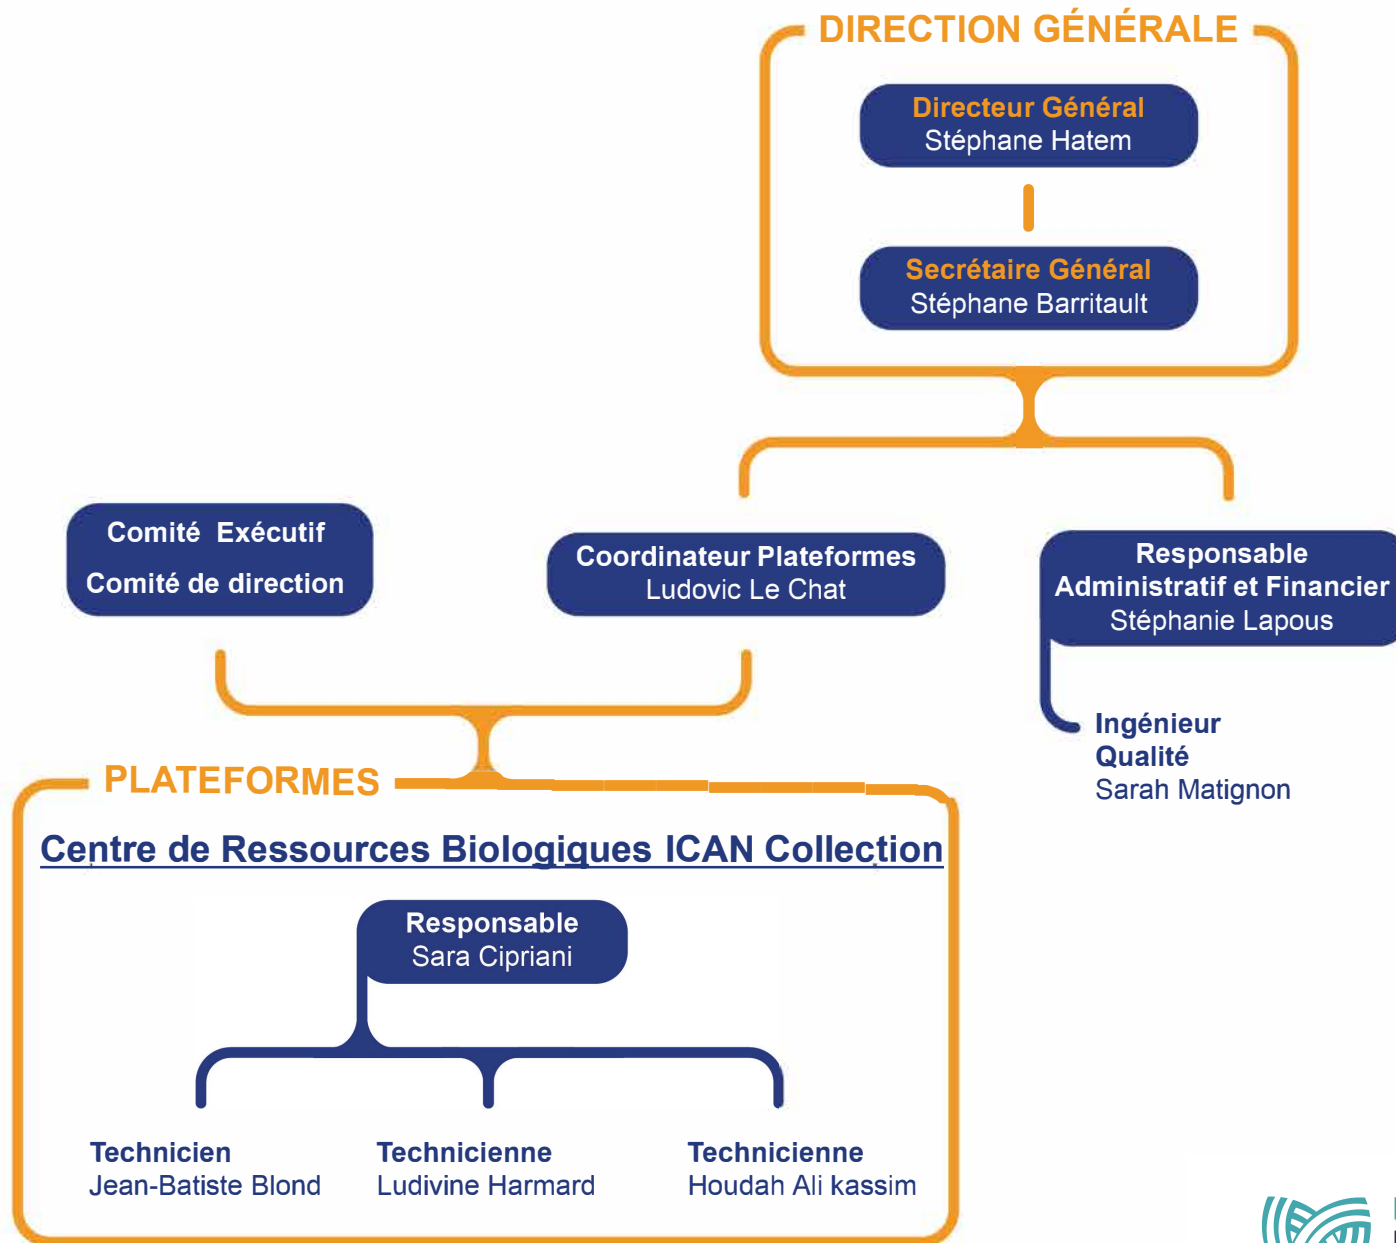 DIRECTION GÉNÉRALE
Directeur Général
Stéphane Hatem
Secrétaire Général
Stéphane Barritault
Comité Exécutif
Comité de direction
Coordinateur Plateformes
Ludovic Le Chat
Responsable
Administratif et Financier
Stéphanie Lapous
Ingénieur
Qualité
Sarah Matignon
PLATEFORMES
Centre de Ressources Biologiques ICAN Collection
Responsable
Sara Cipriani
Technicien
Jean-Batiste Blond
Technicienne
Ludivine Harmard
Technicienne
Houdah Ali kassim